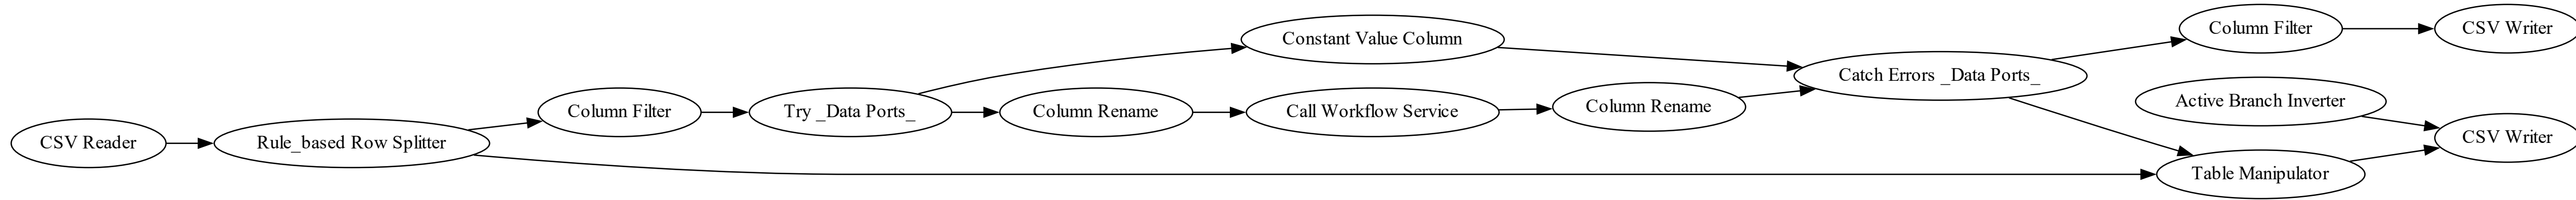 CSV Reader
Rule_based Row Splitter
Column Filter
Try _Data Ports_
Constant Value Column
Column Rename
Call Workflow Service
Column Rename
Catch Errors _Data Ports_
Column Filter
CSV Writer
Active Branch Inverter
CSV Writer
Table Manipulator